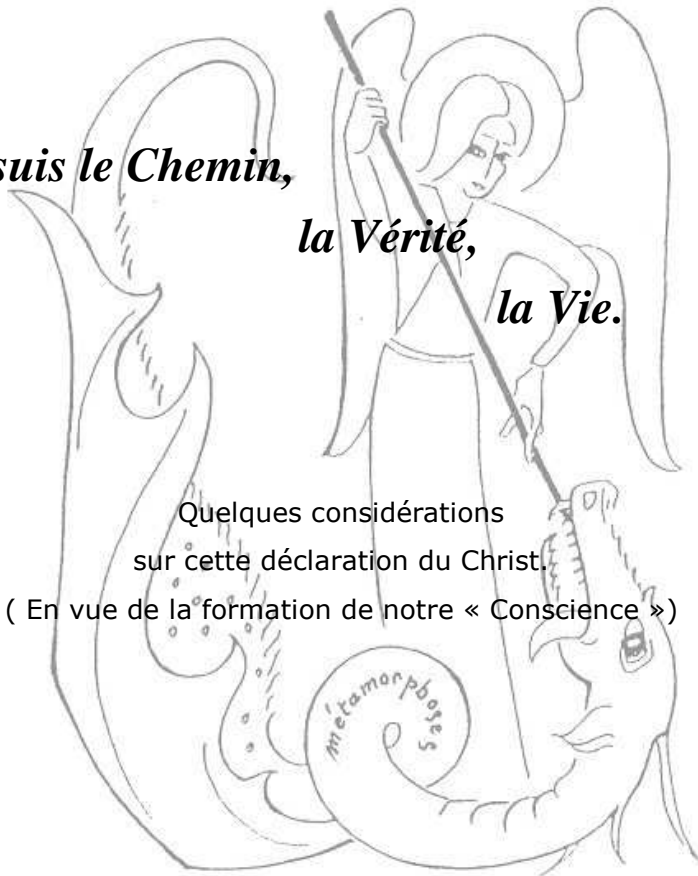 suis le Chemin,
la Vérité,
la Vie.
Quelques considérations
sur cette déclaration du Christ.
( En vue de la formation de notre « Conscience »)
métamorphoses